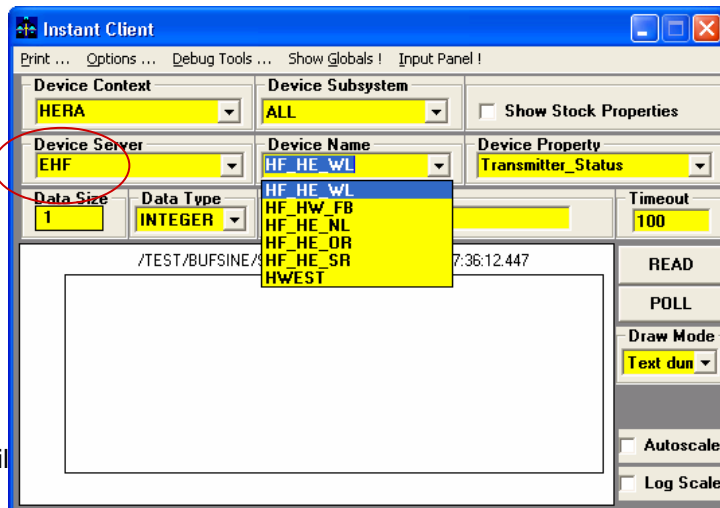 Instant Client
Print ... Options ... Debug Tools ... Show Globals ! Input Panel !
Device Context
HERA
Device Subsystem
ALL
Show Stock Properties
Device Server
EHF
Device Name
HF_HE_WL
Device Property
Transmitter_Status
HF_HE_WL
HF_HW_FB
HF_HE_NL
HF_HE_OR
HF_HE_SR
HWEST
Data Size
1
Data Type
INTEGER
Timeout
100
/TEST/BUFSINE/ 7:36:12.447
READ
POLL
Draw Mode
Autoscale
Log Scale